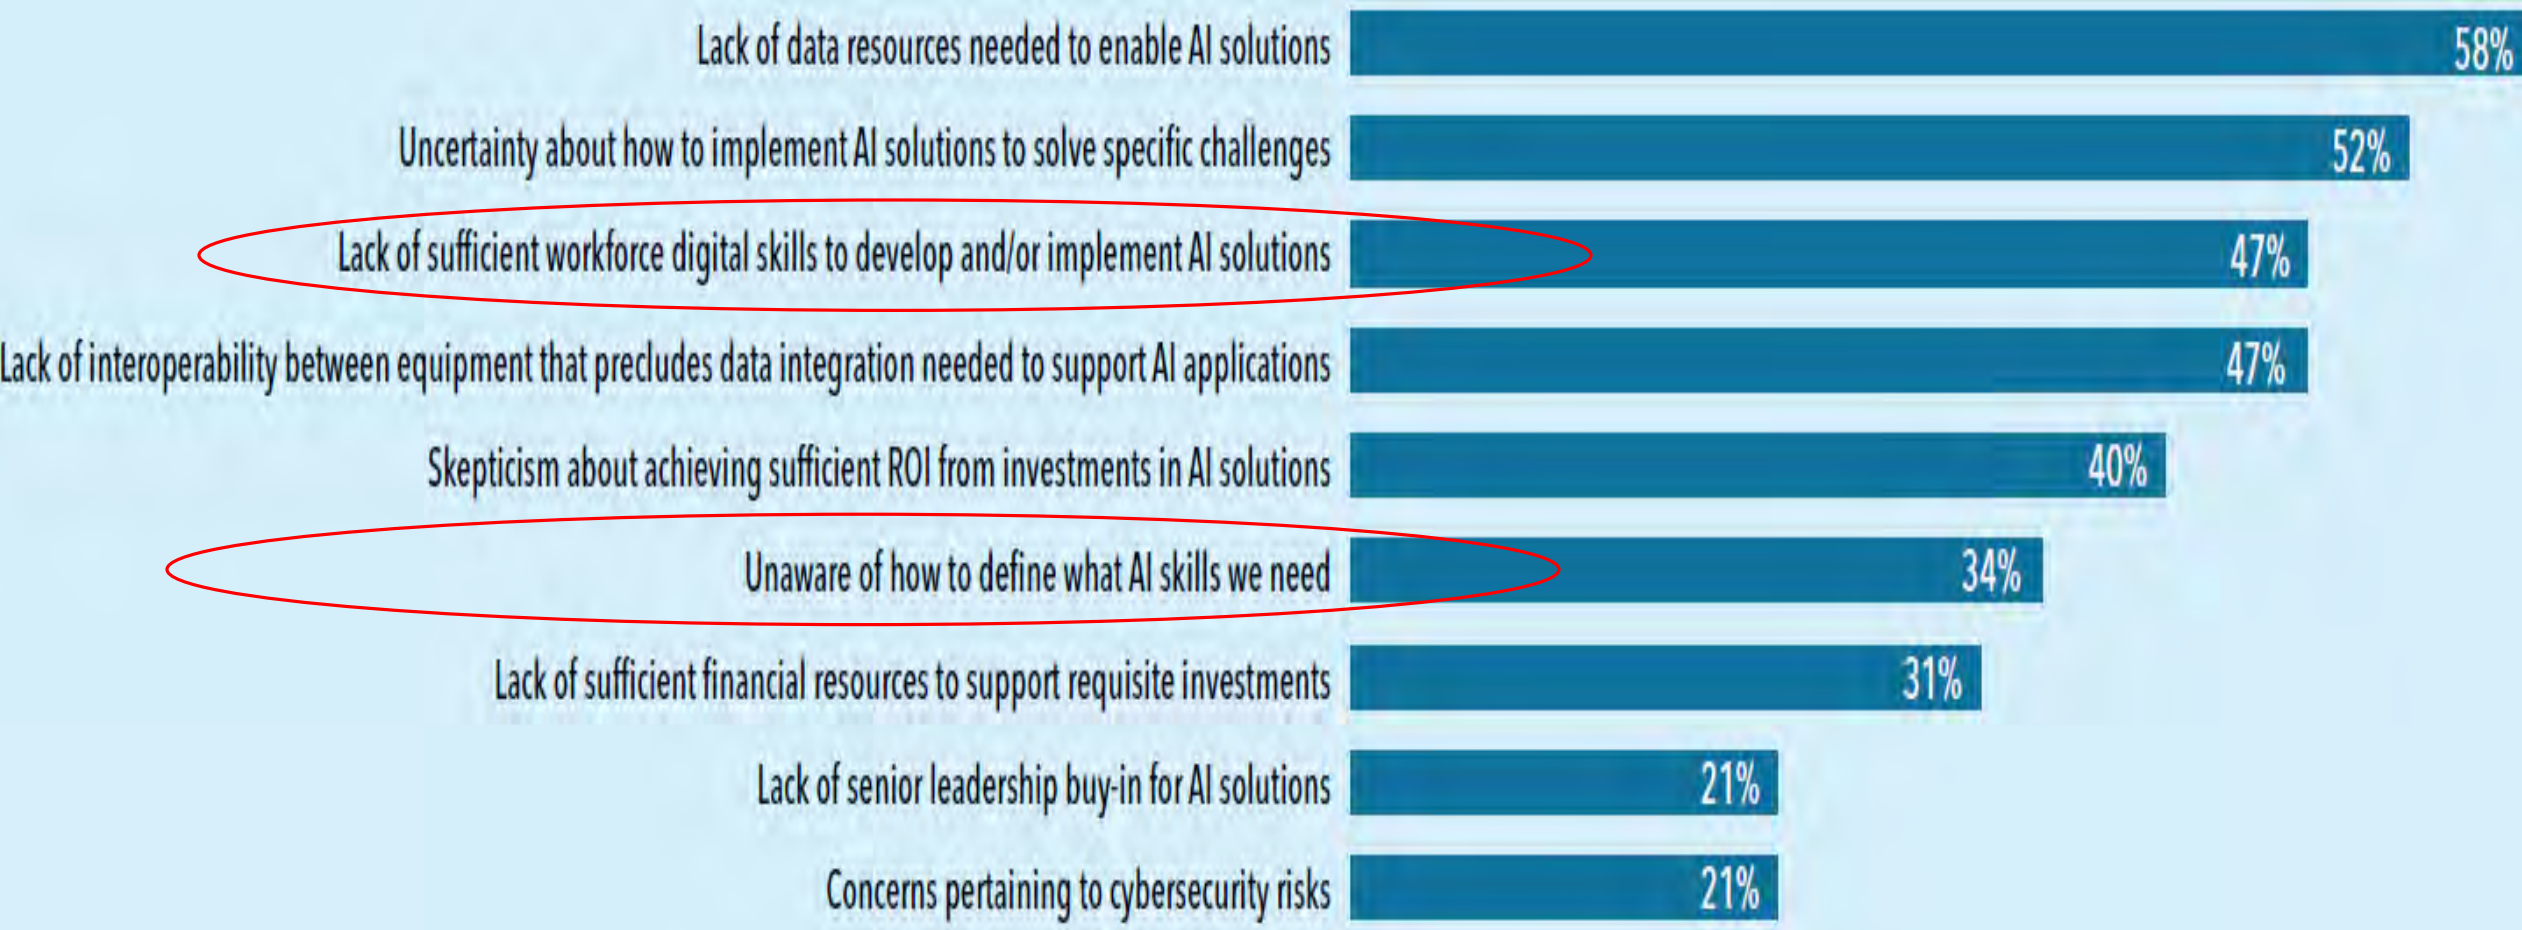 Lack of data resources needed to enable AI solutions 58%
Uncertainty about how to implement AI solutions to solve specific challenges 52%
Lack of sufficient workforce digital skills to develop and/or implement AI solutions 47%
Lack of interoperability between equipment that precludes data integration needed to support AI applications 47%
Skepticism about achieving sufficient ROI from investments in AI solutions 40%
Unaware of how to define what AI skills we need 34%
Lack of sufficient financial resources to support requisite investments 31%
Lack of senior leadership buy-in for AI solutions 21%
Concerns pertaining to cybersecurity risks 21%